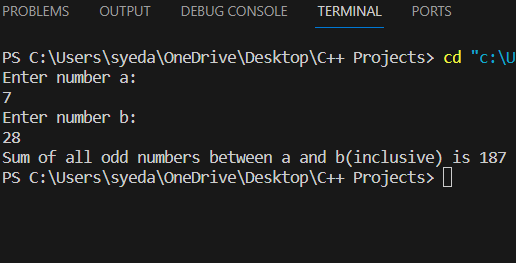 PROBLEMS OUTPUT DEBUG CONSOLE TERMINAL PORTS
PS C:\Users\syeda\OneDrive\Desktop\C++ Projects> cd "c:\U
Enter number a:
7
Enter number b:
28
Sum of all odd numbers between a and b(inclusive) is 187
PS C:\Users\syeda\OneDrive\Desktop\C++ Projects>